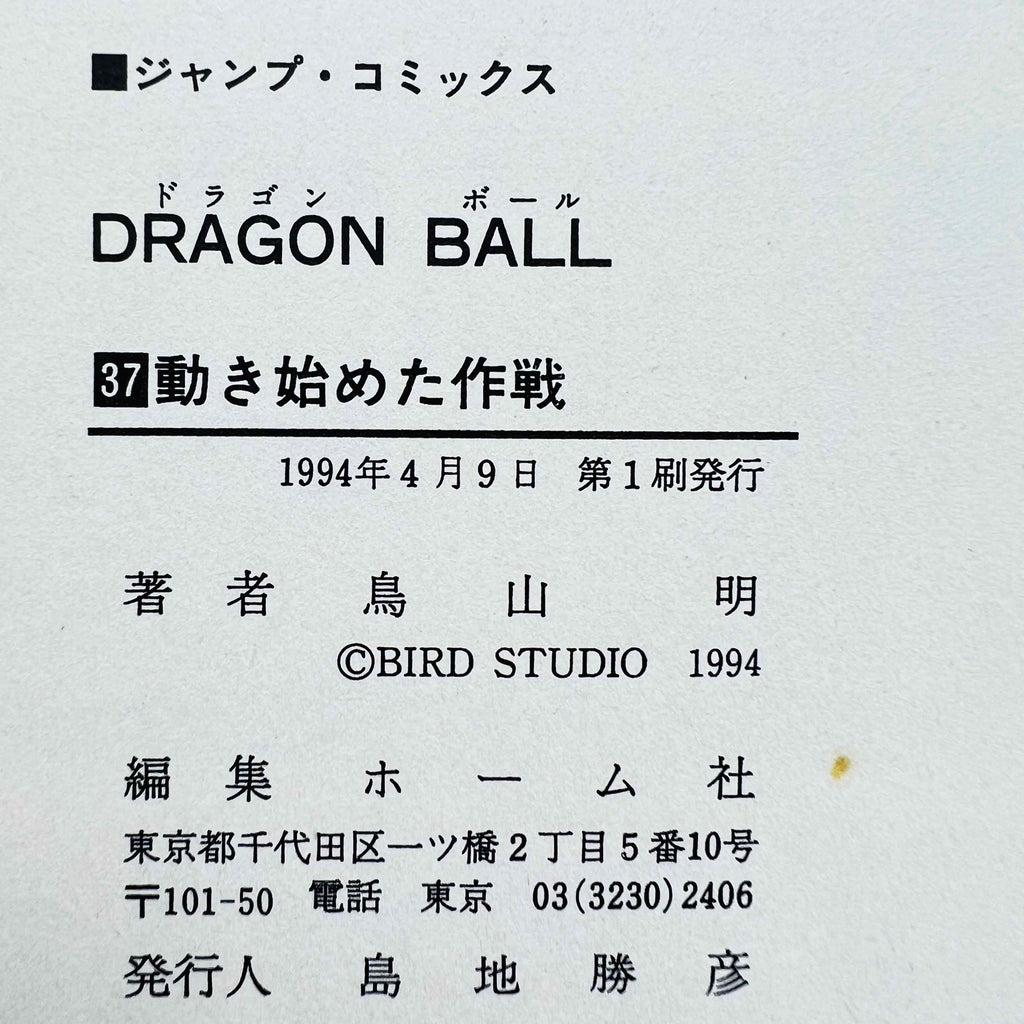 ■ジャンプ・コミックス
ドラゴン ボール
DRAGON BALL
37動き始めた作戦
1994年4月9日 第1刷発行
著者 鳥山明
©BIRD STUDIO 1994
編集 ホーム社
東京都千代田区一ツ橋2丁目5番10号
〒101-50 電話 東京 03(3230)2406
発行人 島地勝彦